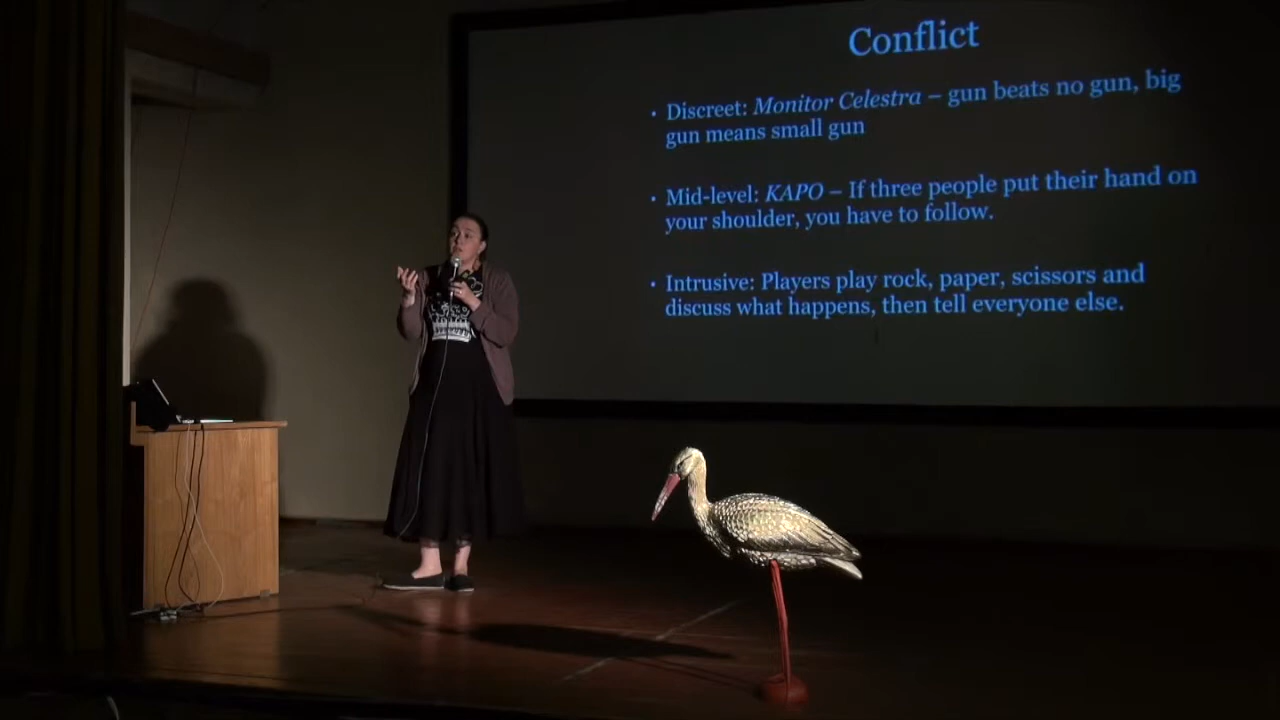 Conflict
• Discreet: Monitor Celestra – gun beats no gun, big
gun means small gun
• Mid-level: KAPO – If three people put their hand on
your shoulder, you have to follow.
• Intrusive: Players play rock, paper, scissors and
discuss what happens, then tell everyone else.